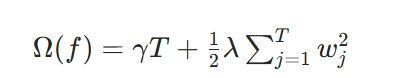 Ω(f) = γT + ½λ∑ⱼ₌₁ᵀ wⱼ²